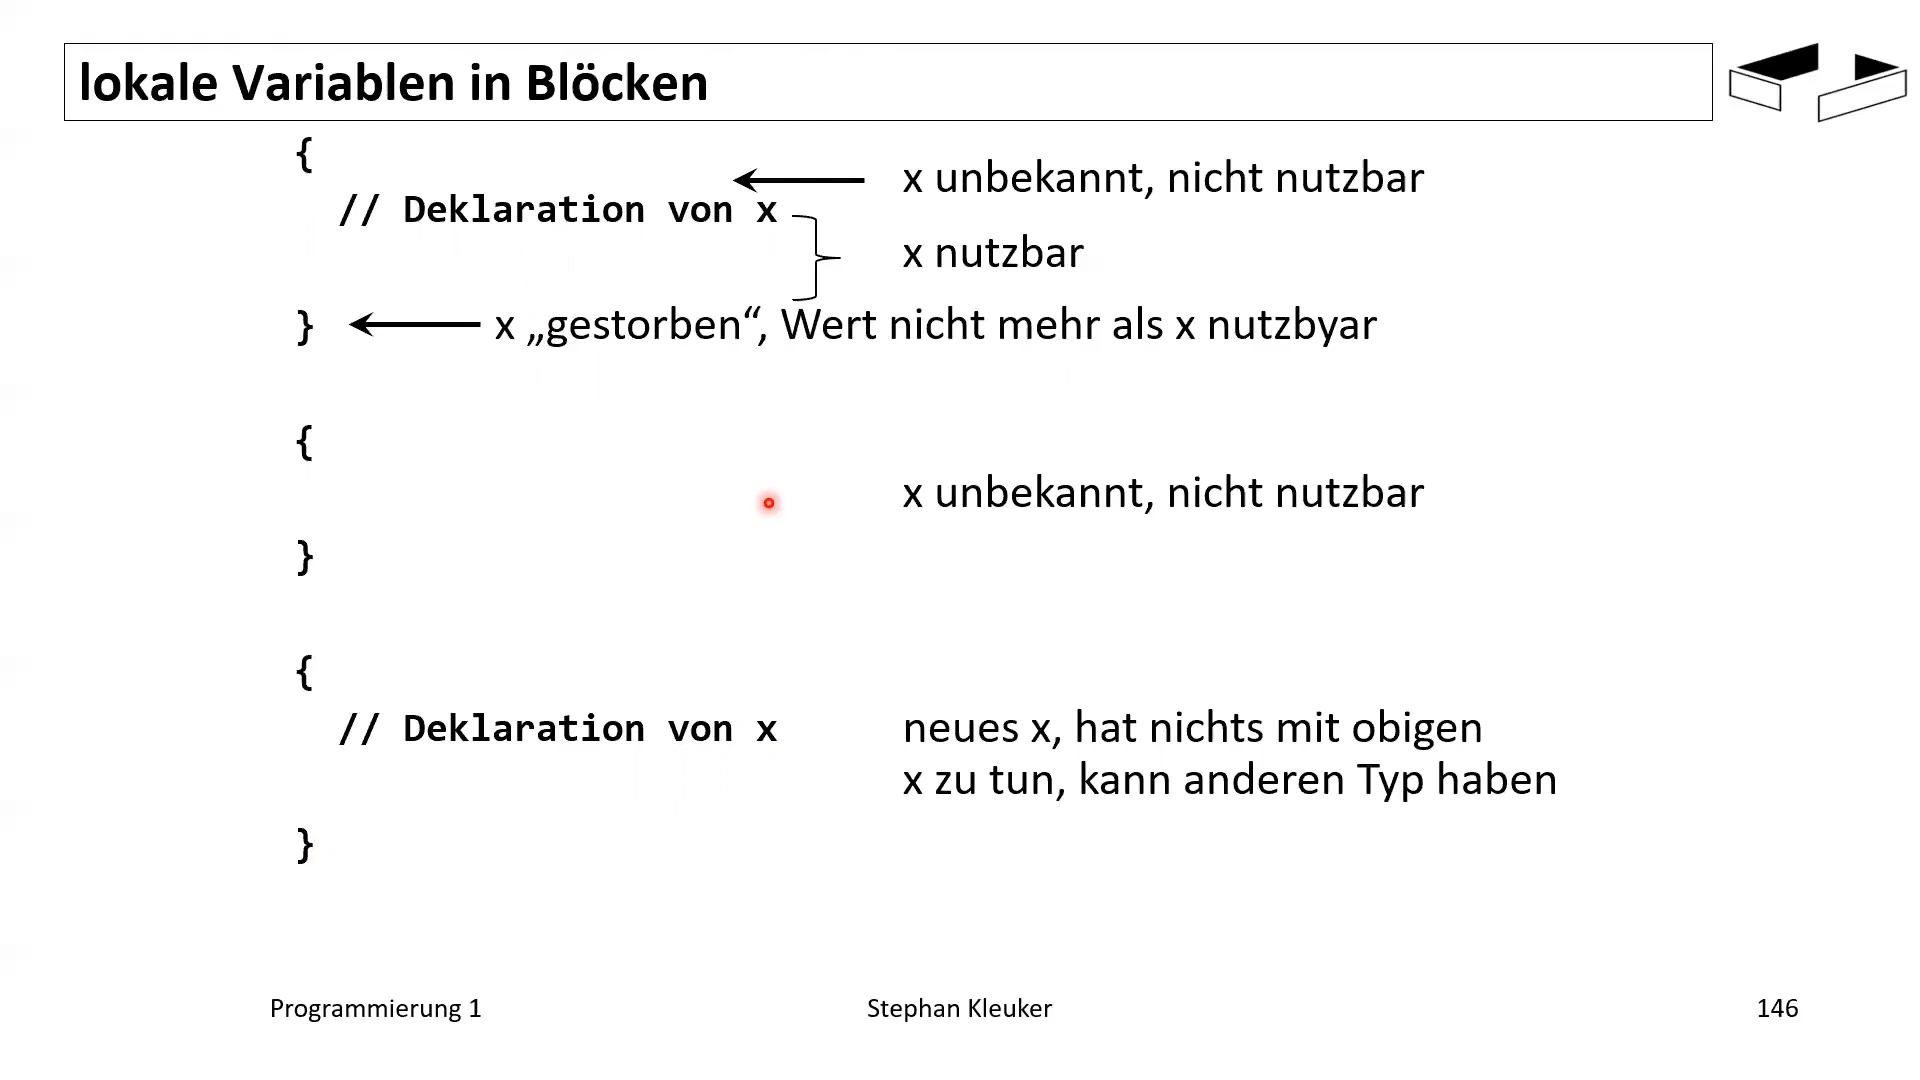 lokale Variablen in Blöcken
{
x unbekannt, nicht nutzbar
// Deklaration von x
x nutzbar
} x „gestorben“, Wert nicht mehr als x nutzbyar
{
x unbekannt, nicht nutzbar
}
{
// Deklaration von x neues x, hat nichts mit obigen
x zu tun, kann anderen Typ haben
}
Programmierung 1 Stephan Kleuker 146